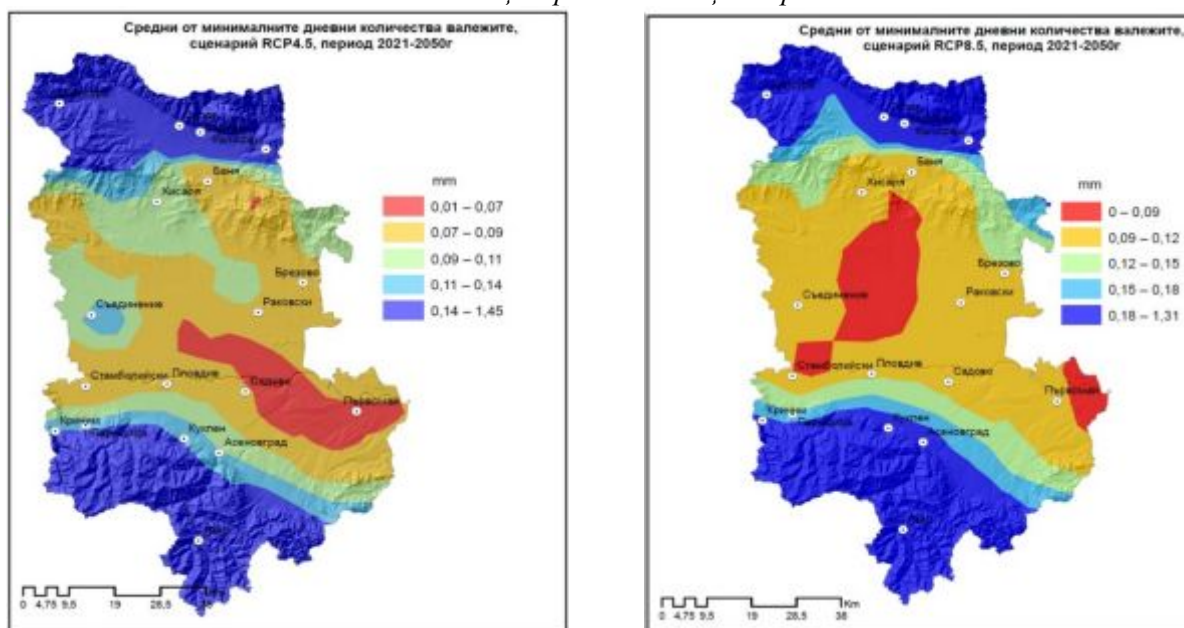 Средни от минималните дневни количества валежите,
сценарий RCP4.5, период 2021-2050г
Баня
Хисаря
mm
0,01 – 0,07
0,07 – 0,09
0,09 – 0,11
0,11 – 0,14
0,14 – 1,45
Брезово
Съединение
Раковски
Стамболийски
Пловдив
Садово
Първомай
Кричим
Перущица
Куклен
Асеновград
0 4,75 9,5 19 28,5
Средни от минималните дневни количества валежите,
сценарий RCP8.5, период 2021-2050г
Баня
Хисаря
mm
0 – 0,09
0,09 – 0,12
0,12 – 0,15
0,15 – 0,18
0,18 – 1,31
Брезово
Съединение
Раковски
Стамболийски
Пловдив
Садово
Първомай
Кричим
Перущица
Куклен
Асеновград
0 4,75 9,5 19 28,5 38 Km